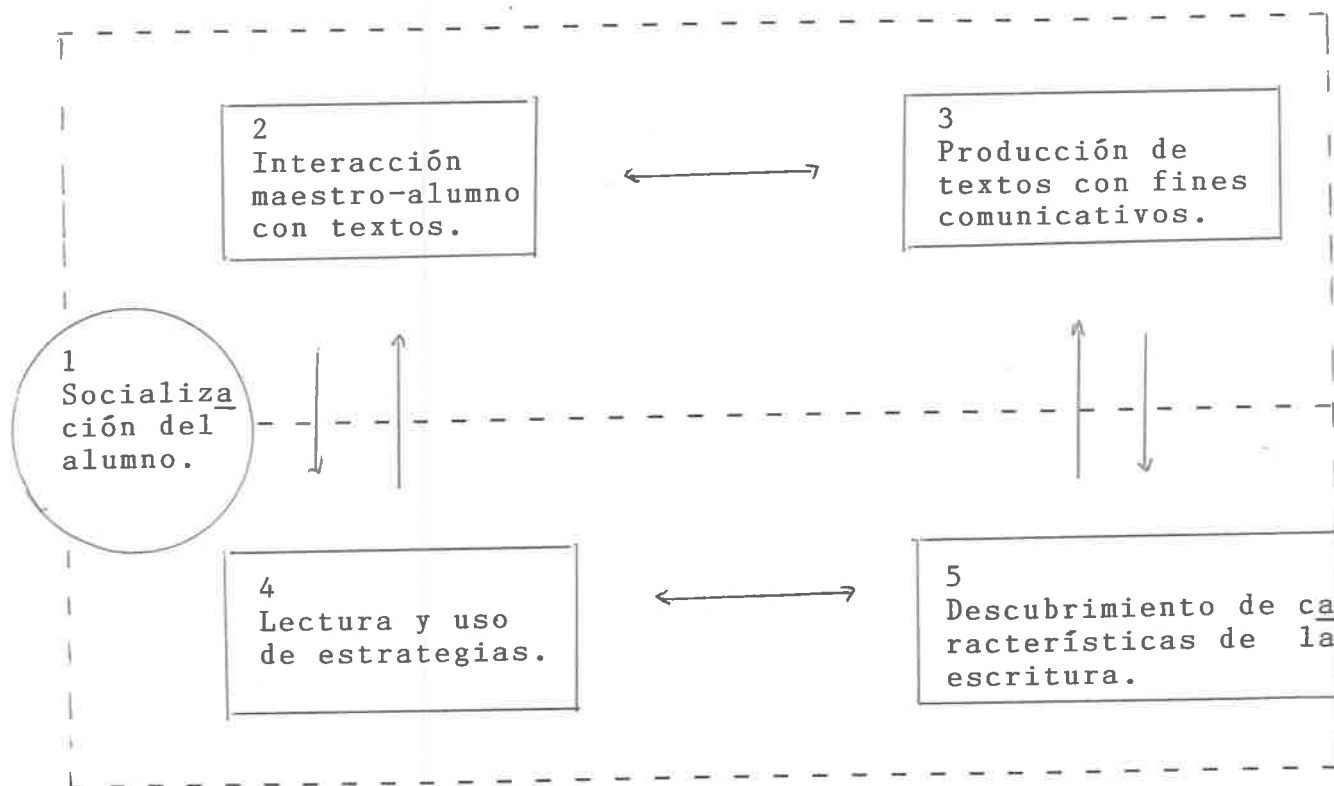 2
Interacción
maestro-alumno
con textos.
3
Producción de
textos con fines
comunicativos.
1
Socializa
ción del
alumno.
4
Lectura y uso
de estrategias.
5
Descubrimiento de ca
racterísticas de la
escritura.